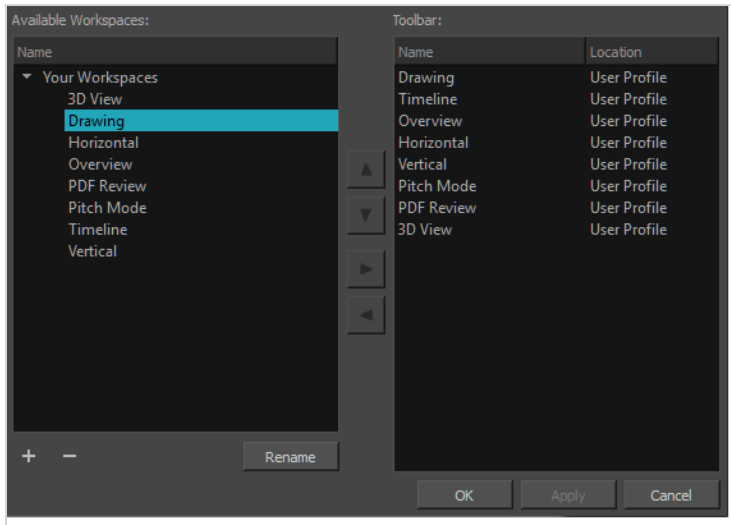 Available Workspaces:
Name
Your Workspaces
3D View
Drawing
Horizontal
Overview
PDF Review
Pitch Mode
Timeline
Vertical
+ −
Rename
Toolbar:
Name Location
Drawing User Profile
Timeline User Profile
Overview User Profile
Horizontal User Profile
Vertical User Profile
Pitch Mode User Profile
PDF Review User Profile
3D View User Profile
OK Apply Cancel